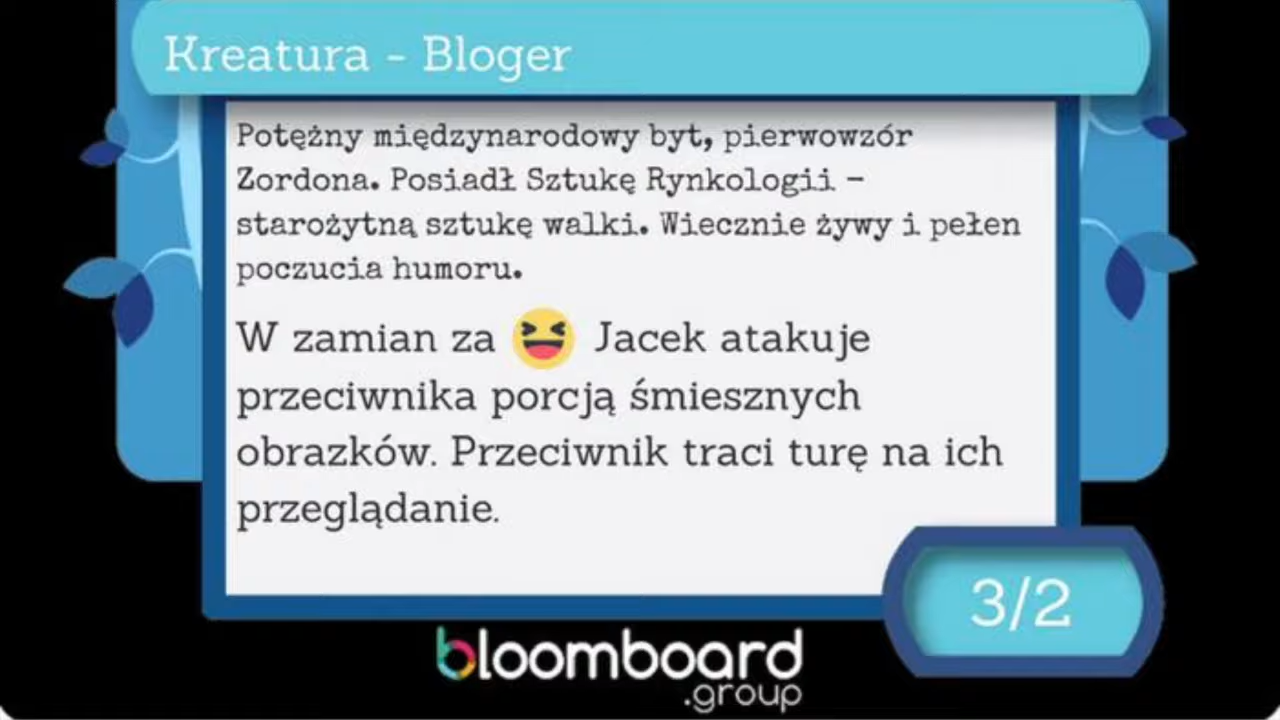 Kreatura - Bloger
Potężny międzynarodowy byt, pierwowzór
Zordona. Posiadł Sztukę Rynkologii -
starożytną sztukę walki. Wiecznie żywy i pełen
poczucia humoru.
W zamian za 😆 Jacek atakuje
przeciwnika porcją śmiesznych
obrazków. Przeciwnik traci turę na ich
przeglądanie.
3/2
bloomboard
.group